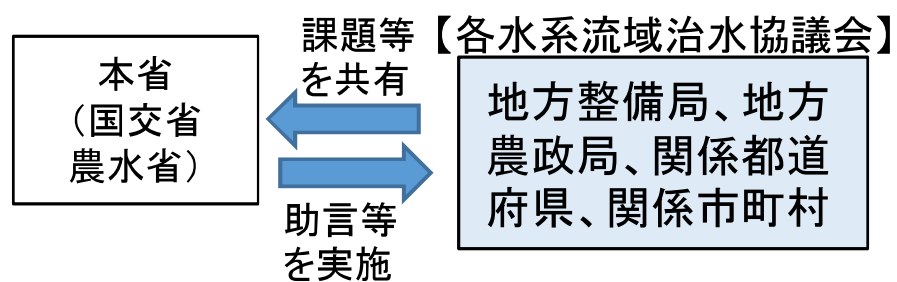 本省
（国交省
農水省）
課題等
を共有
助言等
を実施
【各水系流域治水協議会】
地方整備局、地方
農政局、関係都道
府県、関係市町村